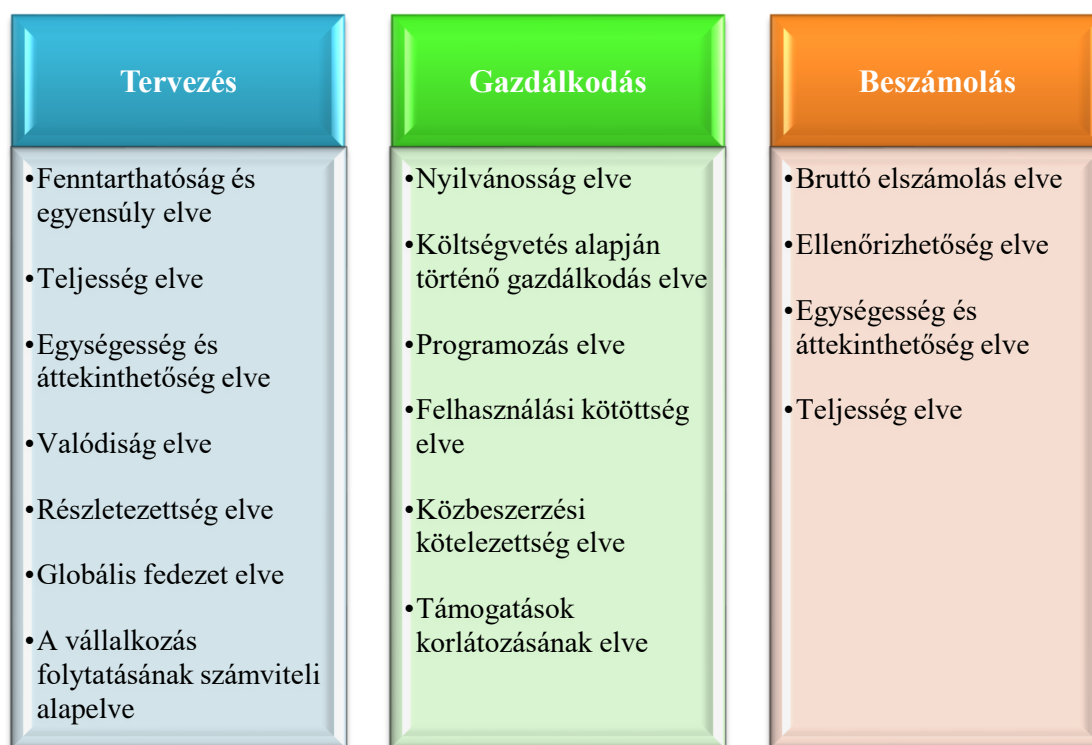 Tervezés
•Fenntarthatóság és
egyensúly elve
•Teljesség elve
•Egységesség és
áttekinthetőség elve
•Valódiság elve
•Részletezettség elve
•Globális fedezet elve
•A vállalkozás
folytatásának számviteli
alapelve
Gazdálkodás
•Nyilvánosság elve
•Költségvetés alapján
történő gazdálkodás elve
•Programozás elve
•Felhasználási kötöttség
elve
•Közbeszerzési
kötelezettség elve
•Támogatások
korlátozásának elve
Beszámolás
•Bruttó elszámolás elve
•Ellenőrizhetőség elve
•Egységesség és
áttekinthetőség elve
•Teljesség elve